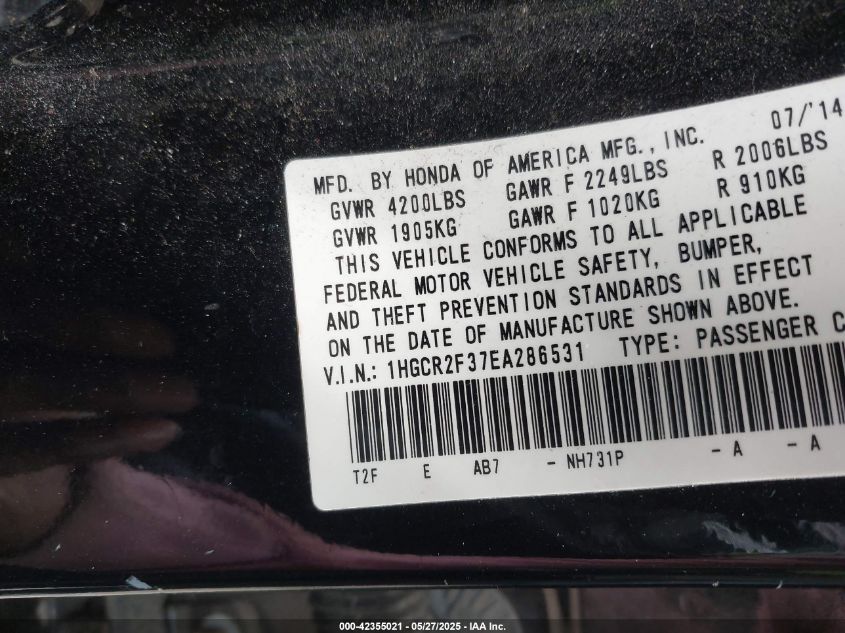 MFD. BY HONDA OF AMERICA MFG., INC. 07/'14
GVWR 4200LBS GAWR F 2249LBS R 2006LBS
GVWR 1905KG GAWR F 1020KG R 910KG
THIS VEHICLE CONFORMS TO ALL APPLICABLE
FEDERAL MOTOR VEHICLE SAFETY, BUMPER,
AND THEFT PREVENTION STANDARDS IN EFFECT
ON THE DATE OF MANUFACTURE SHOWN ABOVE.
V.I.N.: 1HGCR2F37EA286531 TYPE: PASSENGER C
T2F E AB7 - NH731P - A - A
000-42355021 - 05/27/2025 - IAA Inc.